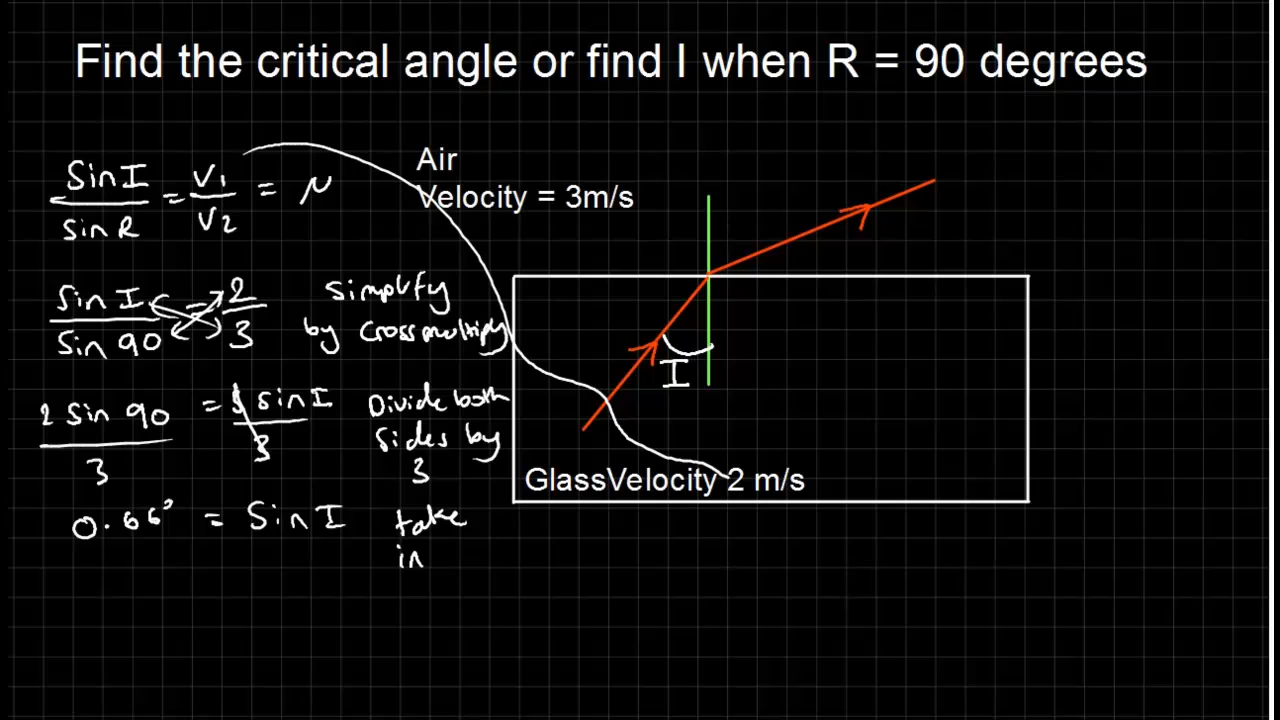 Find the critical angle or find I when R = 90 degrees
Air
Velocity = 3m/s
Sin I / sin R = V1 / V2 = N
Sin I / Sin 90 = 2 / 3 simplify
by Crossmultiply
2 Sin 90 / 3 = 3 sin I / 3 Divide both
sides by
3
0.66° = Sin I take
in
I
GlassVelocity 2 m/s